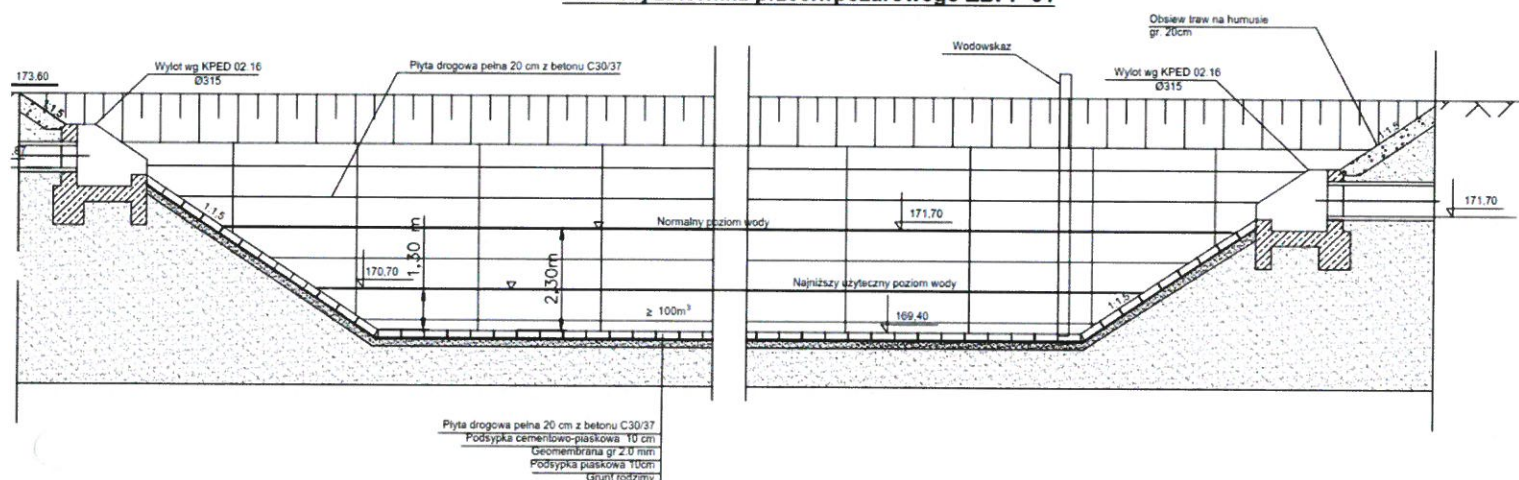 przeciwpożarowego ZBPP
Obsiew traw na humusie
gr. 20cm
Wodowskaz
173.60
Wylot wg KPED 02.16
Ø315
Płyta drogowa pełna 20 cm z betonu C30/37
Wylot wg KPED 02.16
Ø315
1:1.5
1:1.5
1:1.5
Normalny poziom wody
171,70
171,70
170,70
1,30 m
2,30m
Najniższy użyteczny poziom wody
1:1.5
≥ 100m³
169,40
Płyta drogowa pełna 20 cm z betonu C30/37
Podsypka cementowo-piaskowa 10 cm
Geomembrana gr 2.0 mm
Podsypka piaskowa 10cm
Grunt rodzimy